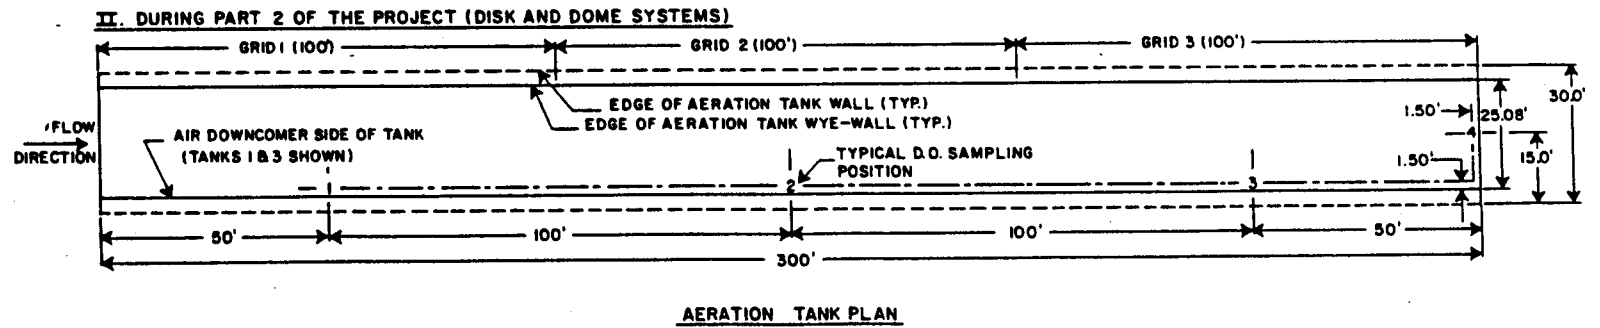 II. DURING PART 2 OF THE PROJECT (DISK AND DOME SYSTEMS)
GRID 1 (100') GRID 2 (100') GRID 3 (100')
EDGE OF AERATION TANK WALL (TYP.)
EDGE OF AERATION TANK WYE-WALL (TYP.)
30.0'
1.50' 25.08'
FLOW
DIRECTION
AIR DOWNCOMER SIDE OF TANK
(TANKS 1 & 3 SHOWN)
TYPICAL D.O. SAMPLING
POSITION
4
1.50' 15.0'
2 3
50' 100' 100' 50'
300'
AERATION TANK PLAN